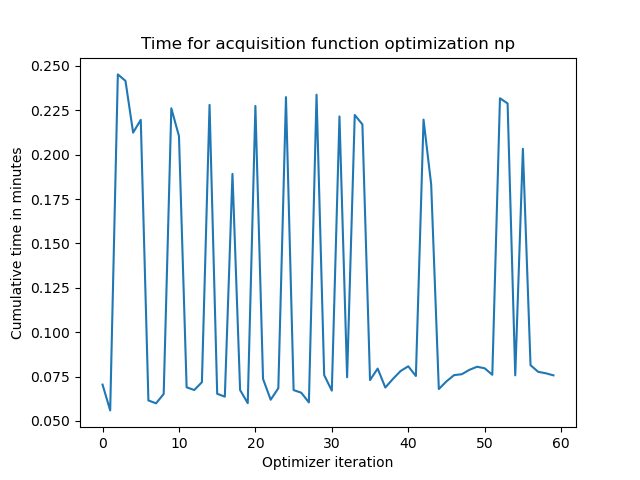 Time for acquisition function optimization np
Cumulative time in minutes
0.250
0.225
0.200
0.175
0.150
0.125
0.100
0.075
0.050
0 10 20 30 40 50 60
Optimizer iteration